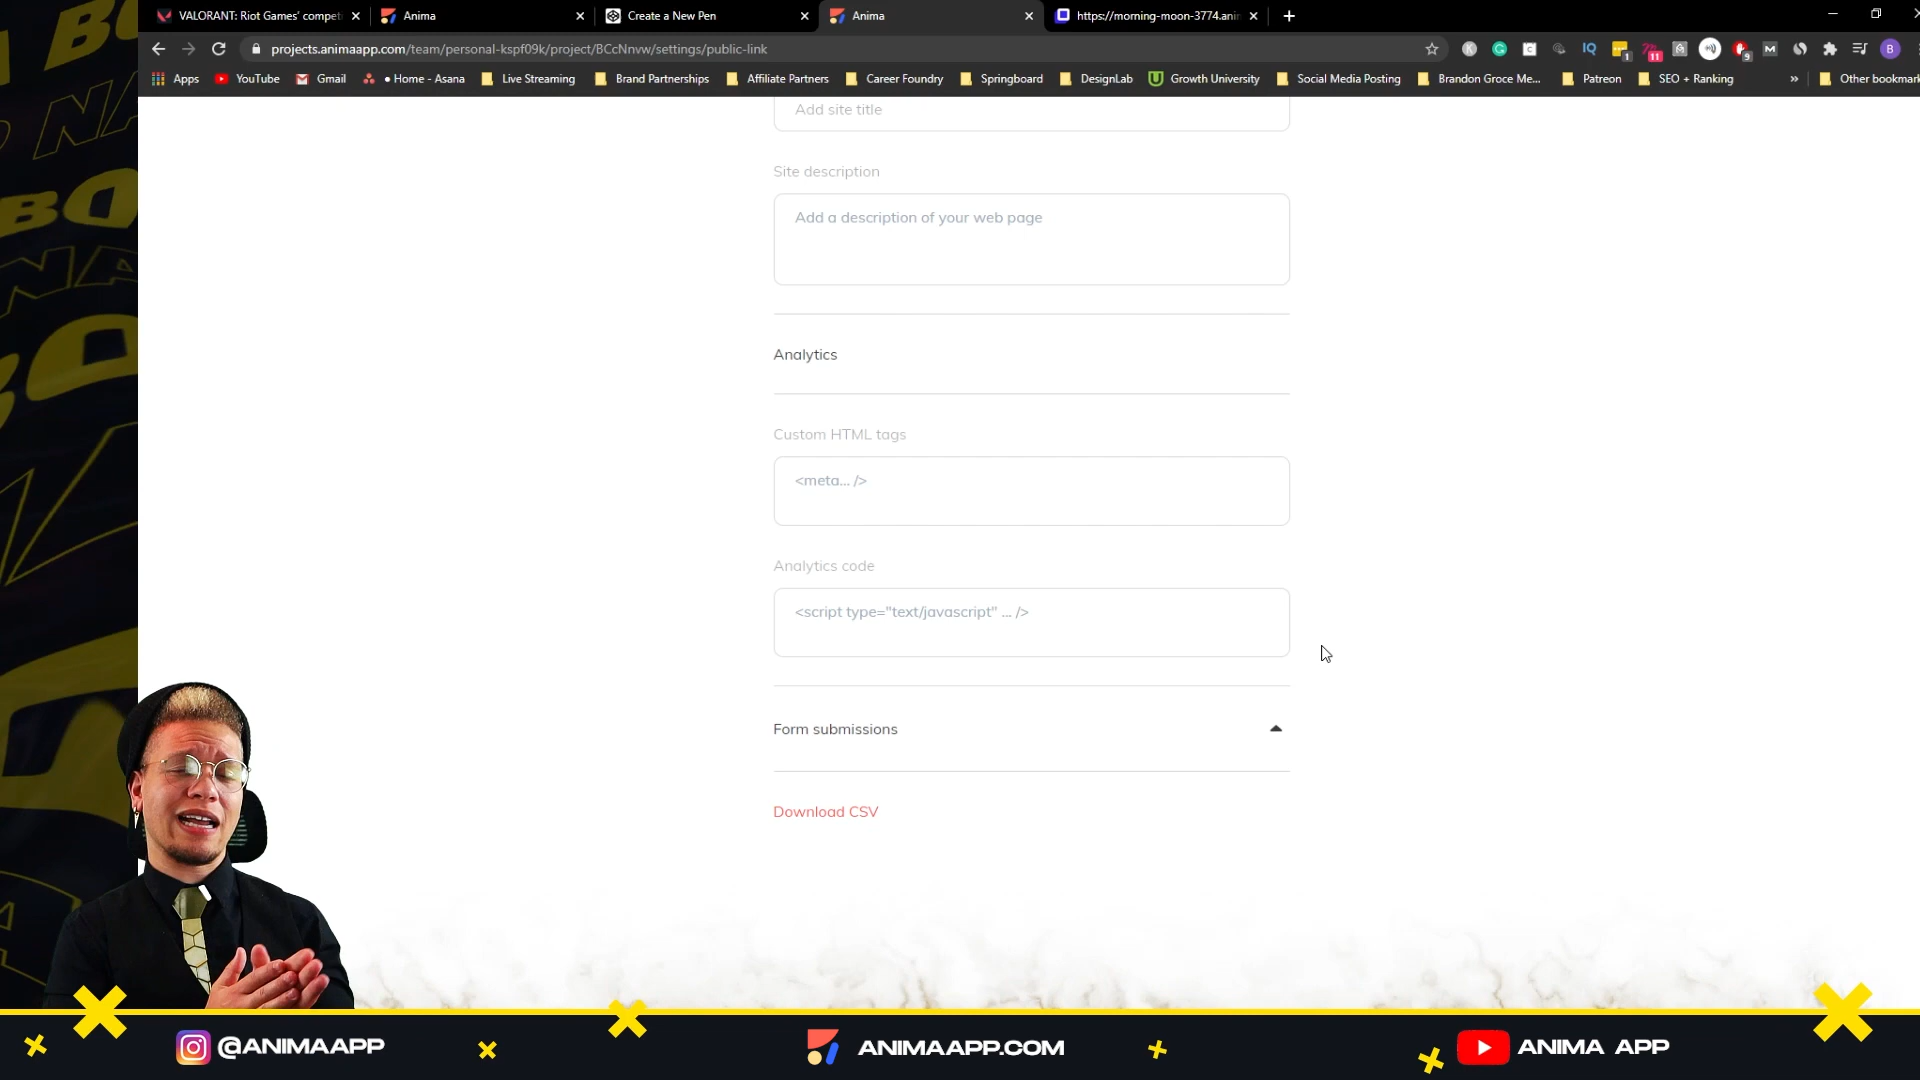 VALORANT: Riot Games' compet
Anima
Create a New Pen
Anima
https://morning-moon-3774.ani
projects.animaapp.com/team/personal-kspf09k/project/BCcNnvw/settings/public-link
Apps
YouTube
Gmail
• Home - Asana
Live Streaming
Brand Partnerships
Affiliate Partners
Career Foundry
Springboard
DesignLab
Growth University
Social Media Posting
Brandon Groce Me...
Patreon
SEO + Ranking
»
Other bookmark
Add site title
Site description
Add a description of your web page
Analytics
Custom HTML tags
<meta... />
Analytics code
<script type="text/javascript" ... />
Form submissions
Download CSV
@ANIMAAPP
ANIMAAPP.COM
ANIMA APP